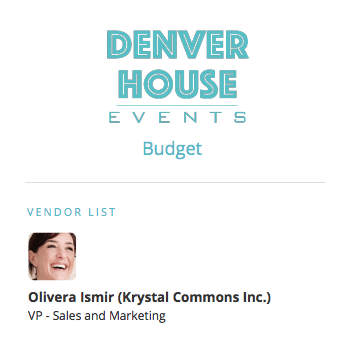 DENVER
HOUSE
EVENTS
Budget
VENDOR LIST
Olivera Ismir (Krystal Commons Inc.)
VP - Sales and Marketing